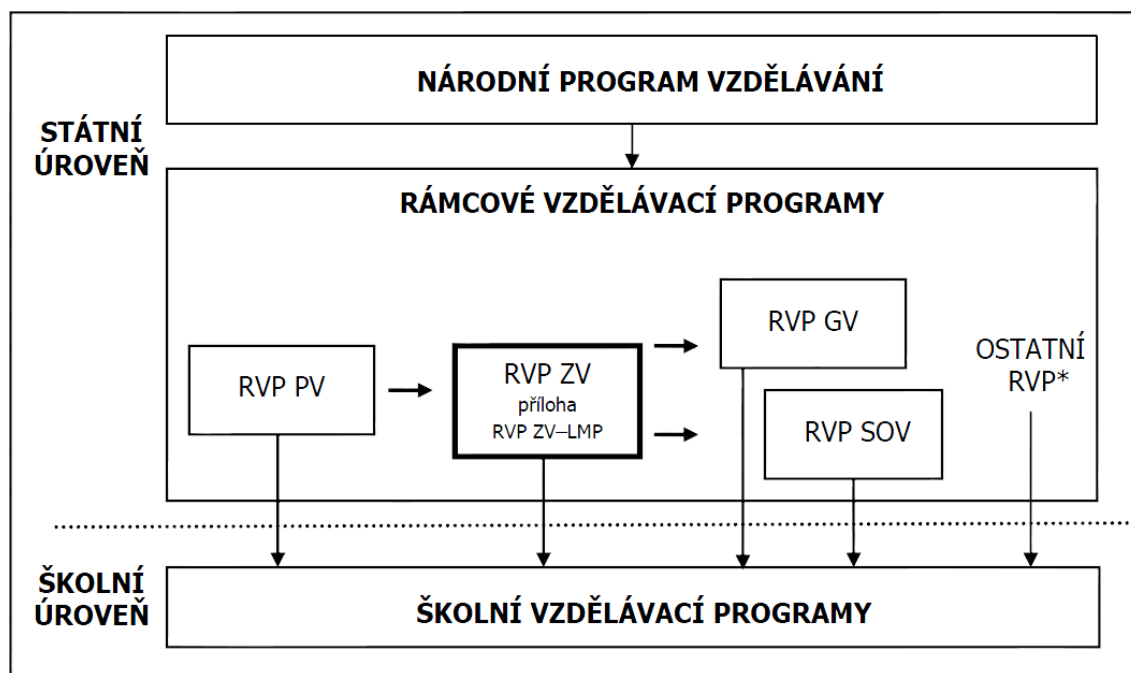 NÁRODNÍ PROGRAM VZDĚLÁVÁNÍ
STÁTNÍ
ÚROVEŇ
RÁMCOVÉ VZDĚLÁVACÍ PROGRAMY
RVP PV
RVP ZV
příloha
RVP ZV–LMP
RVP GV
RVP SOV
OSTATNÍ
RVP*
ŠKOLNÍ
ÚROVEŇ
ŠKOLNÍ VZDĚLÁVACÍ PROGRAMY